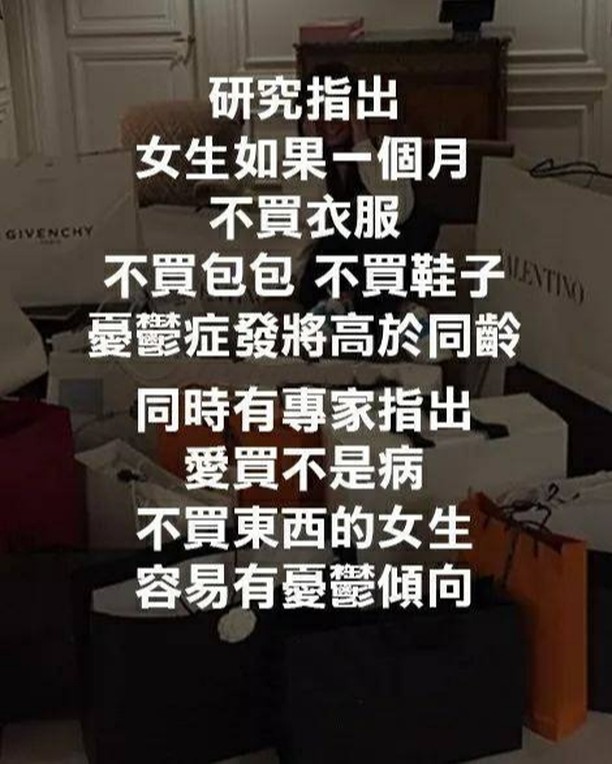 研究指出
女生如果一個月
不買衣服
不買包包 不買鞋子
憂鬱症發將高於同齡
同時有專家指出
愛買不是病
不買東西的女生
容易有憂鬱傾向
GIVENCHY
VALENTINO